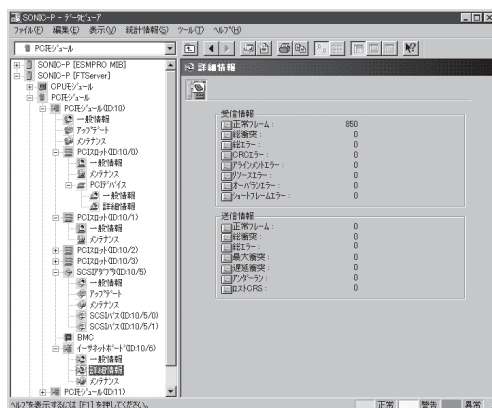 SONIC-P - データビューア
ファイル(F) 編集(E) 表示(V) 統計情報(S) ツール(T) ヘルプ(H)
PCIモジュール
SONIC-P [ESMPRO MIB]
SONIC-P [FTServer]
CPUモジュール
PCIモジュール
PCIモジュール(ID:10)
一般情報
アップデート
メンテナンス
PCIスロット(ID:10/0)
一般情報
メンテナンス
PCIデバイス
一般情報
詳細情報
PCIスロット(ID:10/1)
一般情報
メンテナンス
PCIスロット(ID:10/2)
PCIスロット(ID:10/3)
SCSIアダプタ(ID:10/5)
一般情報
アップデート
メンテナンス
SCSIバス(ID:10/5/0)
SCSIバス(ID:10/5/1)
BMC
イーサネットボード(ID:10/6)
一般情報
詳細情報
メンテナンス
PCIモジュール(ID:11)
詳細情報
受信情報
正常フレーム : 850
総衝突 : 0
総エラー : 0
CRCエラー : 0
アラインメントエラー : 0
リソースエラー : 0
オーバランエラー : 0
ショートフレームエラー : 0
送信情報
正常フレーム : 0
総衝突 : 0
総エラー : 0
最大衝突 : 0
遅延衝突 : 0
アンダーラン : 0
ロストCRS : 0
ヘルプを表示するには [F1] を押してください。
正常 警告 異常